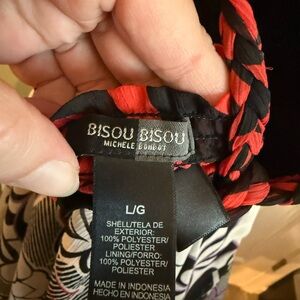 BISOU BISOU
MICHELE BOHBOT
L/G
SHELL/TELA DE
EXTERIOR:
100% POLYESTER/
POLIESTER
LINING/FORRO:
100% POLYESTER/
POLIESTER
MADE IN INDONESIA
HECHO EN INDONESIA